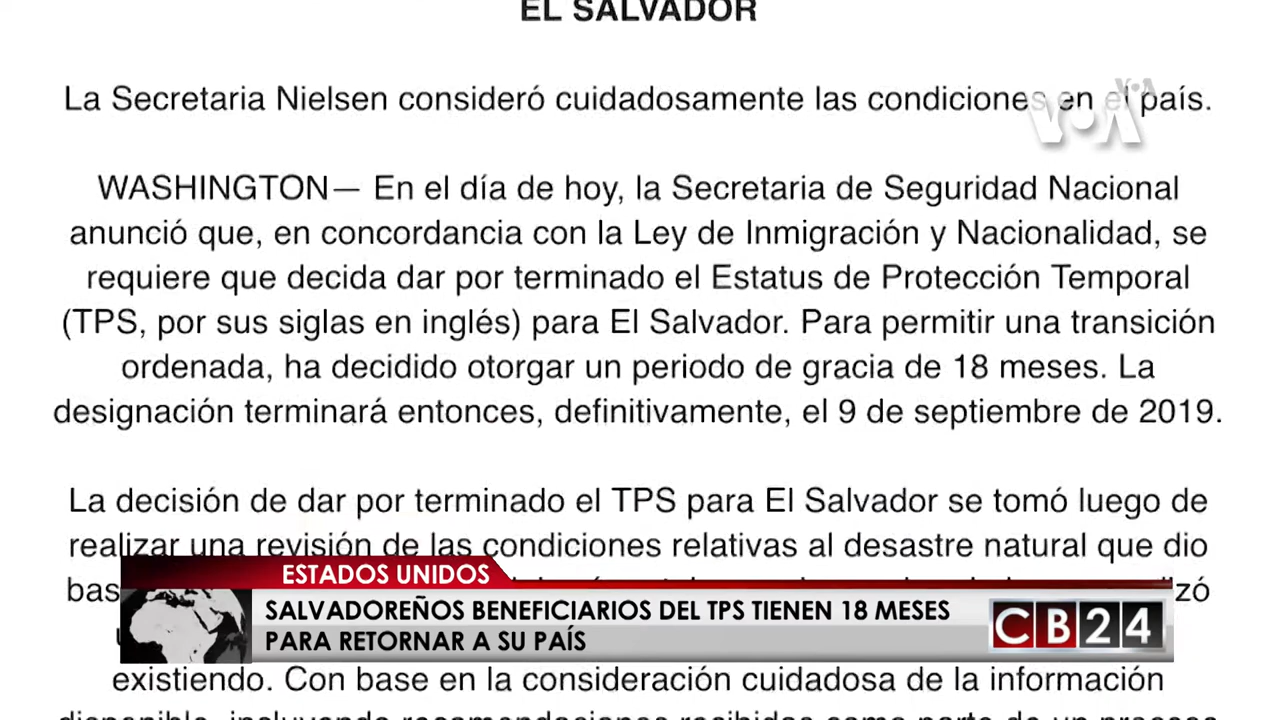 EL SALVADOR
La Secretaria Nielsen consideró cuidadosamente las condiciones en el país.
VOA
VOA
WASHINGTON— En el día de hoy, la Secretaria de Seguridad Nacional
anunció que, en concordancia con la Ley de Inmigración y Nacionalidad, se
requiere que decida dar por terminado el Estatus de Protección Temporal
(TPS, por sus siglas en inglés) para El Salvador. Para permitir una transición
ordenada, ha decidido otorgar un periodo de gracia de 18 meses. La
designación terminará entonces, definitivamente, el 9 de septiembre de 2019.
La decisión de dar por terminado el TPS para El Salvador se tomó luego de
realizar una revisión de las condiciones relativas al desastre natural que dio
ESTADOS UNIDOS
SALVADOREÑOS BENEFICIARIOS DEL TPS TIENEN 18 MESES
PARA RETORNAR A SU PAÍS
CB24
existiendo. Con base en la consideración cuidadosa de la información